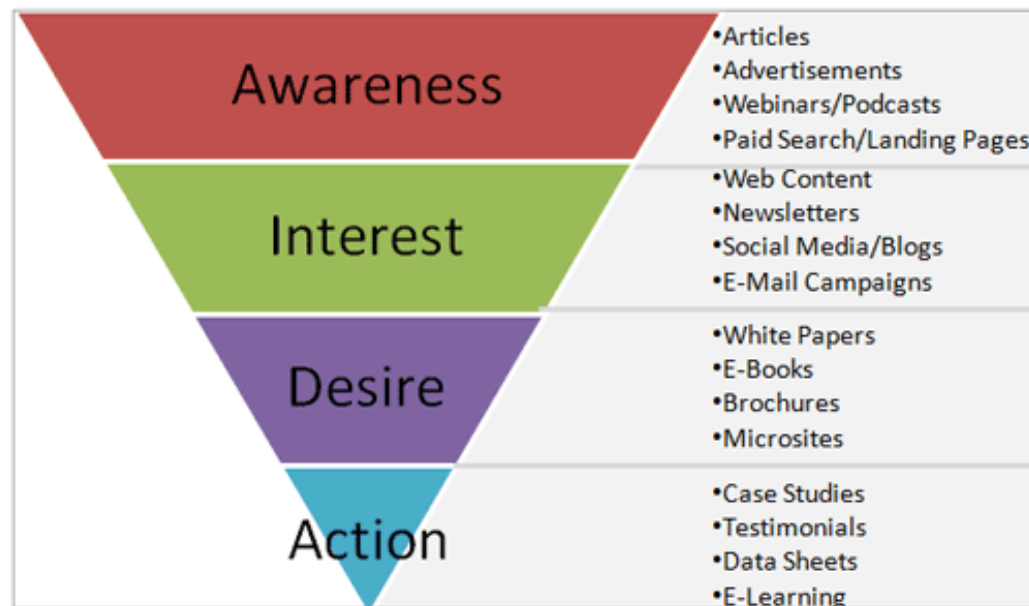 Awareness
•Articles
•Advertisements
•Webinars/Podcasts
•Paid Search/Landing Pages
Interest
•Web Content
•Newsletters
•Social Media/Blogs
•E-Mail Campaigns
Desire
•White Papers
•E-Books
•Brochures
•Microsites
Action
•Case Studies
•Testimonials
•Data Sheets
•E-Learning